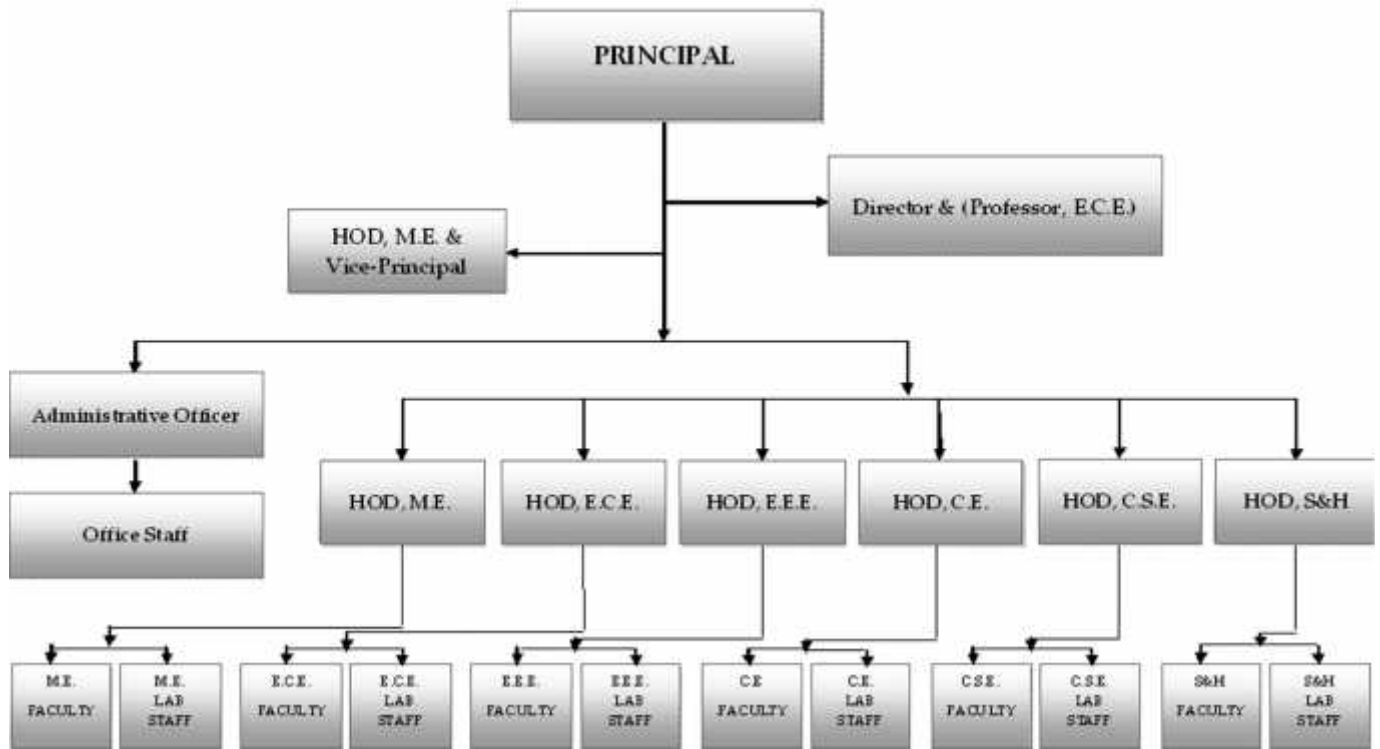 PRINCIPAL
Director & (Professor, E.C.E.)
HOD, M.E. &
Vice-Principal
Administrative Officer
Office Staff
HOD, M.E.
HOD, E.C.E.
HOD, E.E.E.
HOD, C.E.
HOD, C.S.E.
HOD, S&H
M.E.
FACULTY
M.E.
LAB
STAFF
E.C.E.
FACULTY
E.C.E.
LAB
STAFF
E.E.E.
FACULTY
E.E.E.
LAB
STAFF
C.E
FACULTY
C.E.
LAB
STAFF
C.S.E.
FACULTY
C.S.E.
LAB
STAFF
S&H
FACULTY
S&H
LAB
STAFF